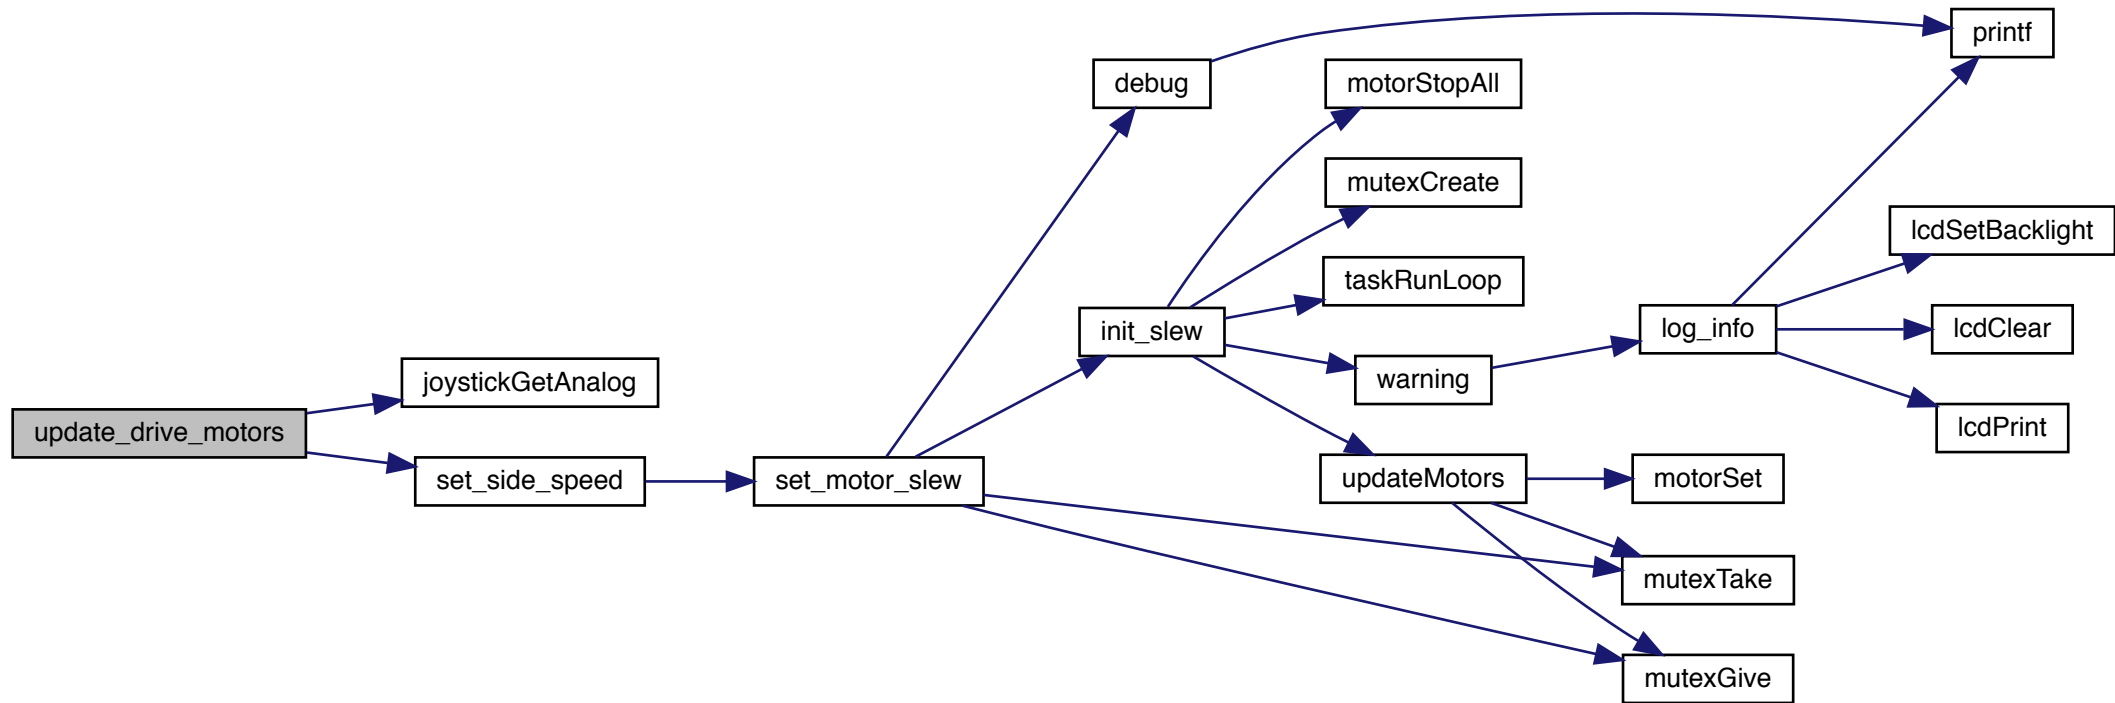 update_drive_motors
joystickGetAnalog
set_side_speed
set_motor_slew
debug
init_slew
motorStopAll
mutexCreate
taskRunLoop
warning
updateMotors
log_info
motorSet
mutexTake
mutexGive
printf
lcdSetBacklight
lcdClear
lcdPrint